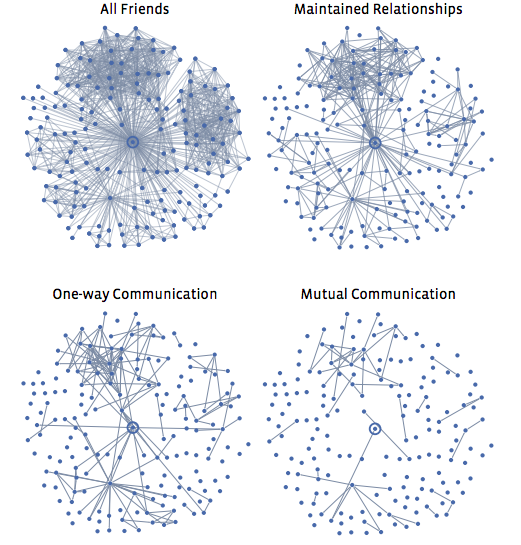 All Friends
Maintained Relationships
One-way Communication
Mutual Communication